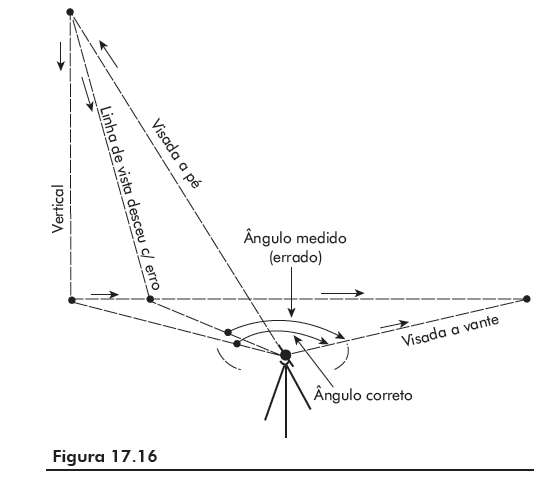 Vertical
Linha de vista desceu c/ erro
Visada a pé
Ângulo medido
(errado)
Visada a vante
Ângulo correto
Figura 17.16